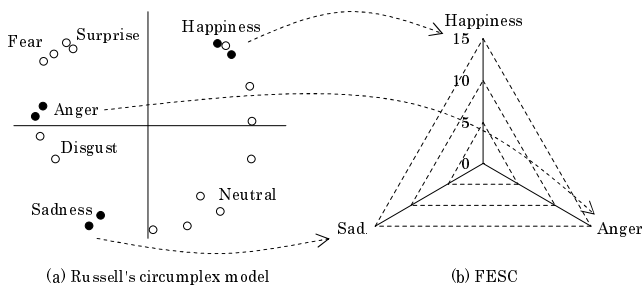 Fear
Surprise
Happiness
Anger
Disgust
Sadness
Neutral
(a) Russell's circumplex model
Happiness
15
10
5
0
Sad.
Anger
(b) FESC